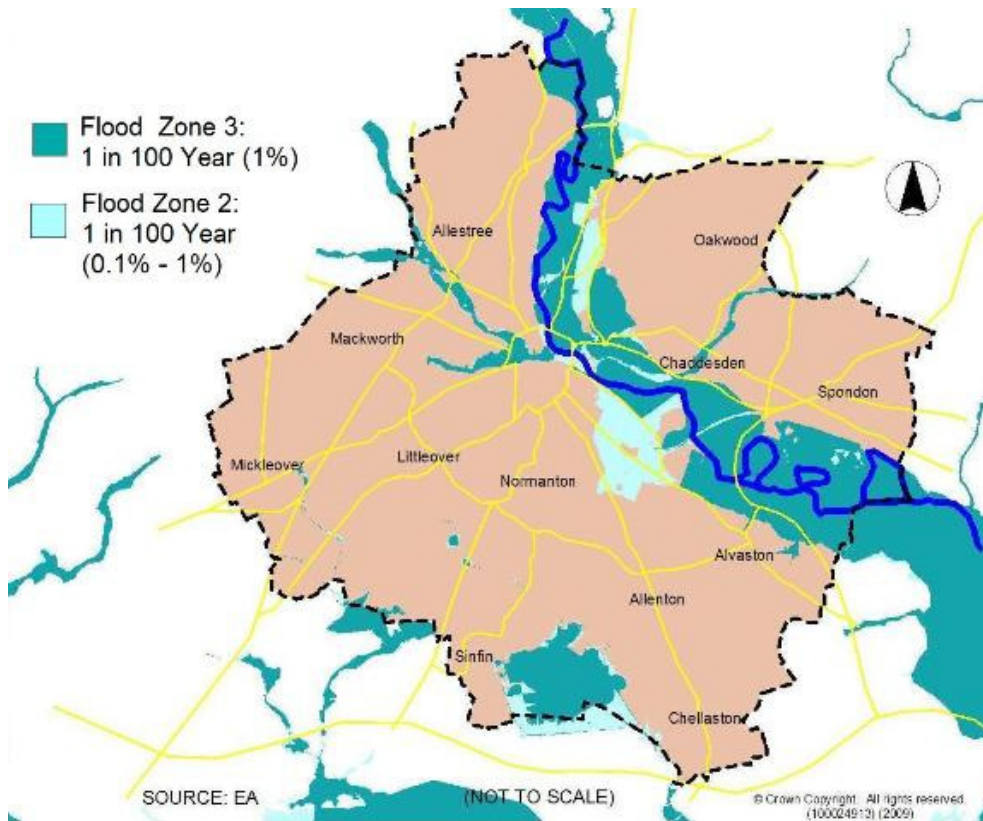 Flood Zone 3:
1 in 100 Year (1%)
Flood Zone 2:
1 in 100 Year
(0.1% - 1%)
Allestree
Oakwood
Mackworth
Chaddesden
Spondon
Mickleover
Littleover
Normanton
Alvaston
Allenton
Sinfin
Chellaston
SOURCE: EA
(NOT TO SCALE)
© Crown Copyright. All rights reserved.
(100024913) (2009)